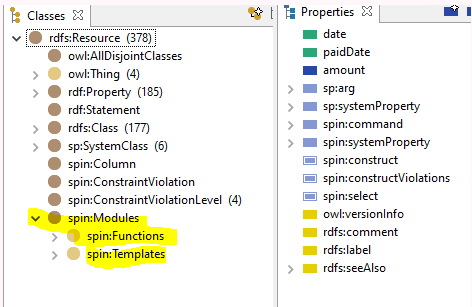 Classes
rdfs:Resource (378)
owl:AllDisjointClasses
owl:Thing (4)
rdf:Property (185)
rdf:Statement
rdfs:Class (177)
sp:SystemClass (6)
spin:Column
spin:ConstraintViolation
spin:ConstraintViolationLevel (4)
spin:Modules
spin:Functions
spin:Templates
Properties
date
paidDate
amount
sp:arg
sp:systemProperty
spin:command
spin:systemProperty
spin:construct
spin:constructViolations
spin:select
owl:versionInfo
rdfs:comment
rdfs:label
rdfs:seeAlso